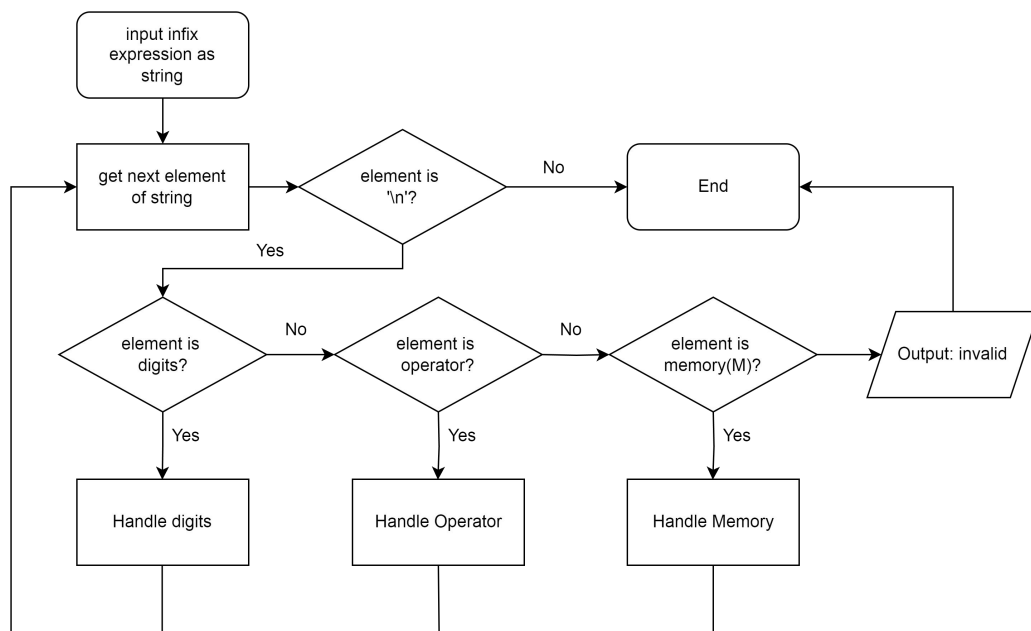 input infix
expression as
string
get next element
of string
element is
'\n'?
No
End
Yes
element is
digits?
No
element is
operator?
No
element is
memory(M)?
Output: invalid
Yes
Yes
Yes
Handle digits
Handle Operator
Handle Memory